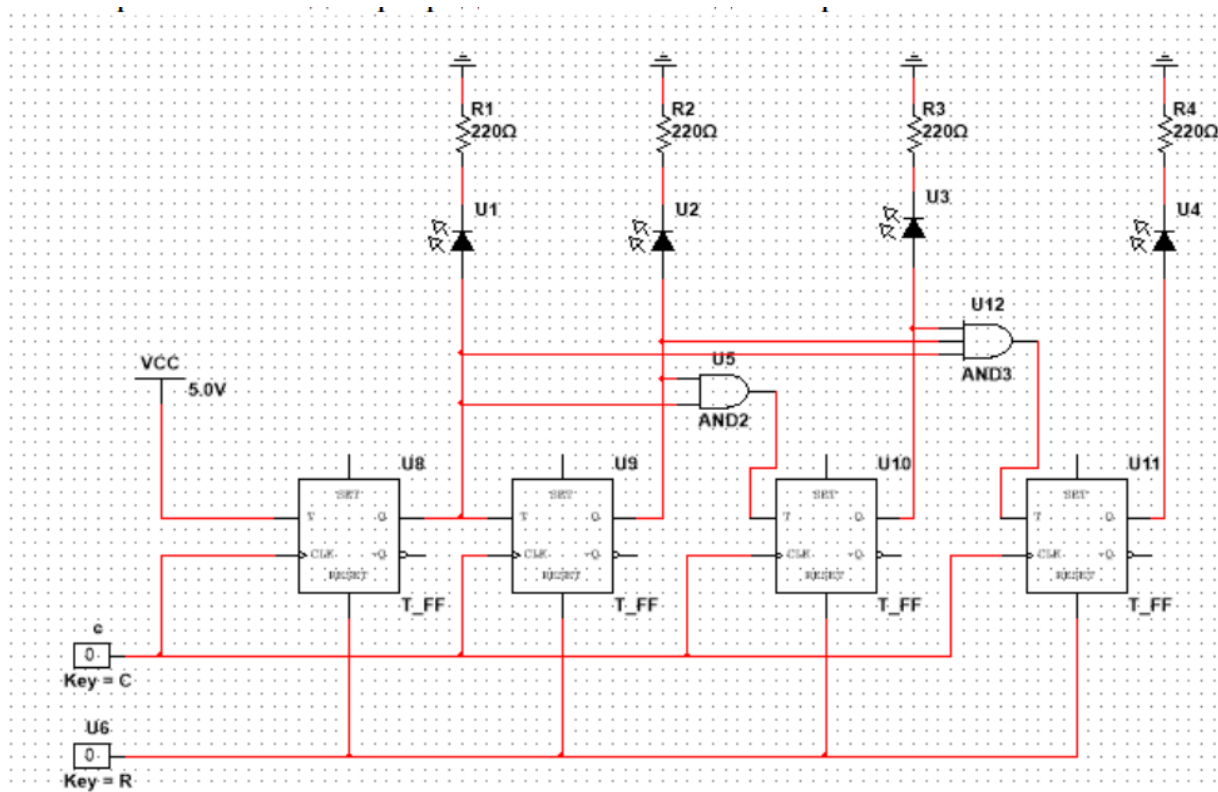 R1
220Ω
R2
220Ω
R3
220Ω
R4
220Ω
U1
U2
U3
U4
U12
AND3
U5
AND2
VCC
5.0V
U8
U9
U10
U11
SET
SET
SET
SET
T Q
T Q
T Q
T Q
CLK ~Q
CLK ~Q
CLK ~Q
CLK ~Q
RESET
RESET
RESET
RESET
T_FF
T_FF
T_FF
T_FF
c
0
Key = C
U6
0
Key = R